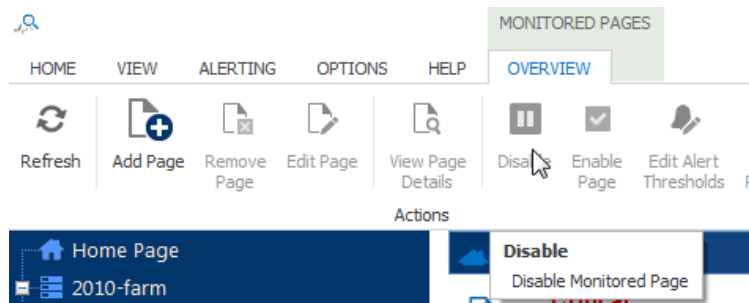 MONITORED PAGES
HOME VIEW ALERTING OPTIONS HELP OVERVIEW
Refresh Add Page Remove Page Edit Page View Page Details Enable Page Edit Alert Thresholds
Actions
Home Page
2010-farm
Disable
Disable Monitored Page